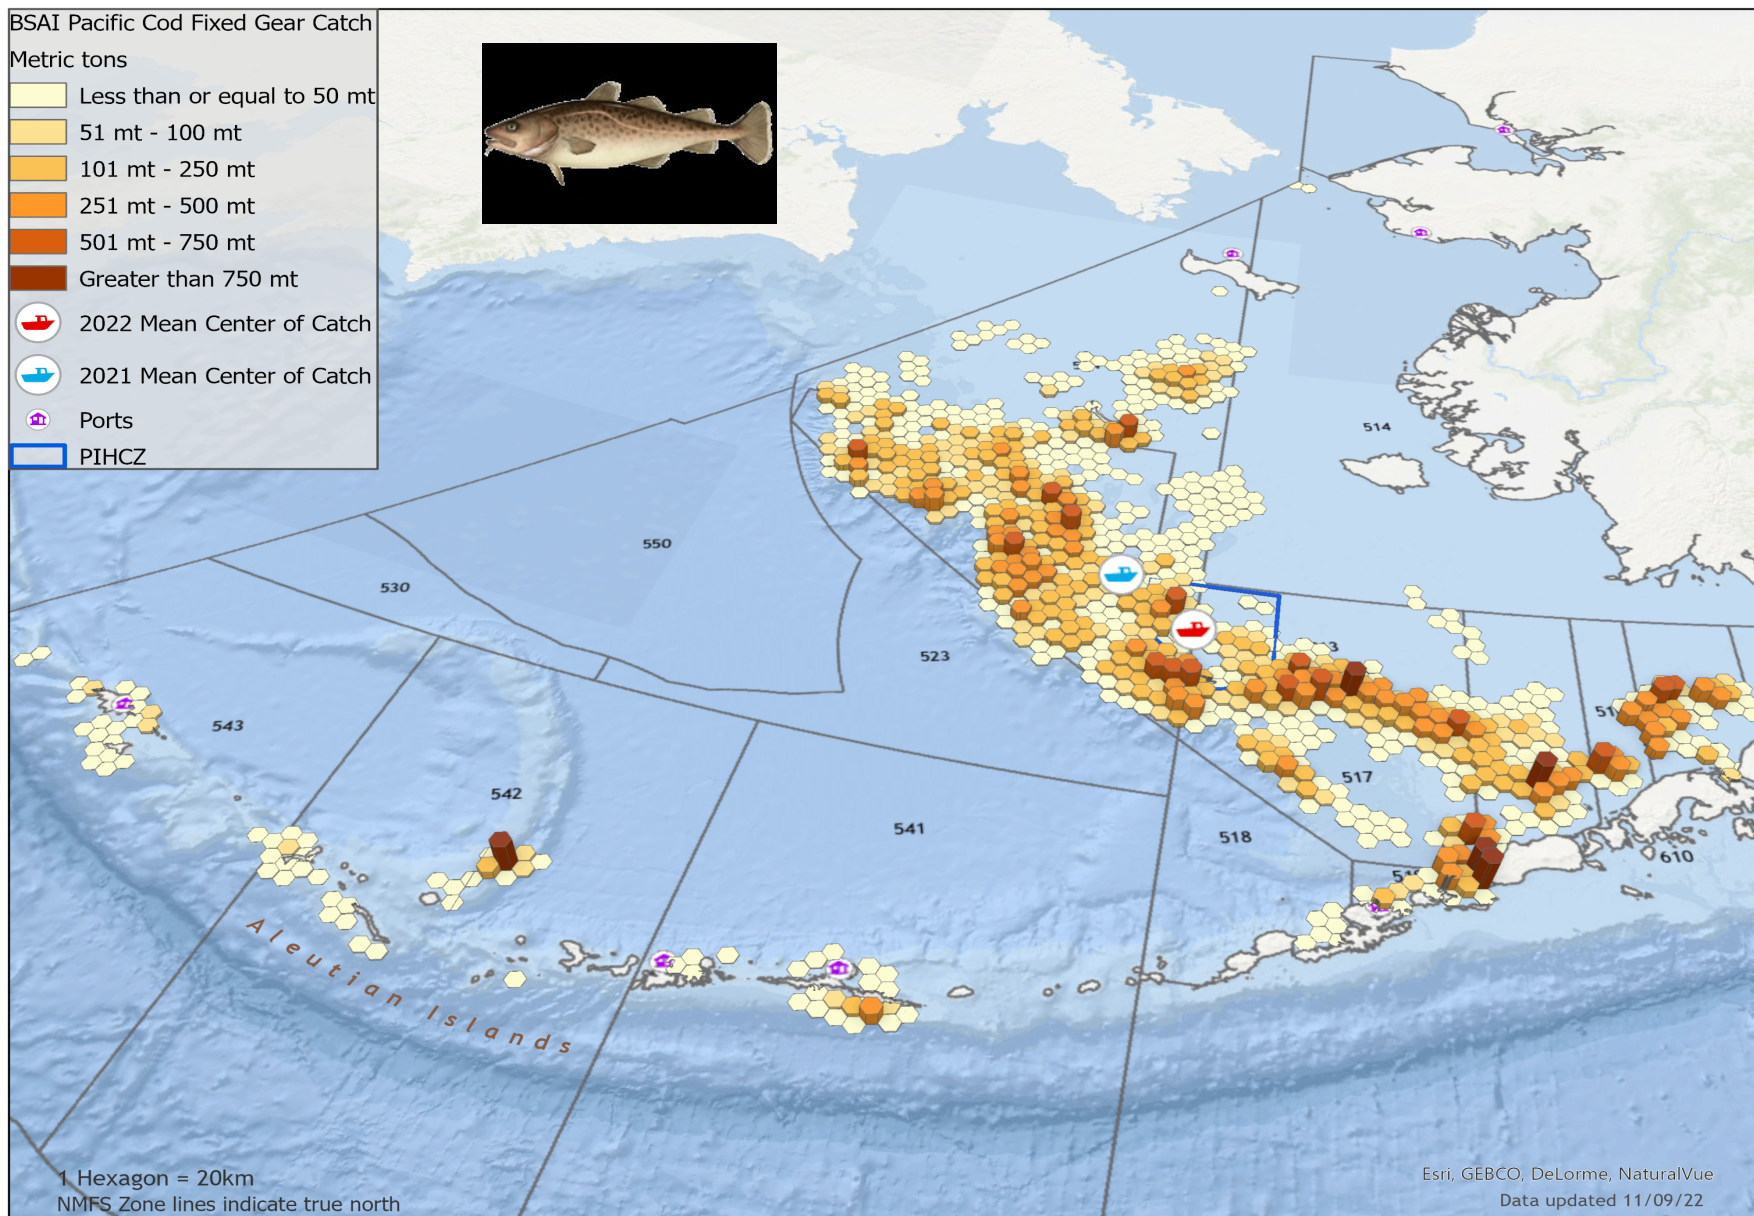 BSAI Pacific Cod Fixed Gear Catch
Metric tons
Less than or equal to 50 mt
51 mt - 100 mt
101 mt - 250 mt
251 mt - 500 mt
501 mt - 750 mt
Greater than 750 mt
2022 Mean Center of Catch
2021 Mean Center of Catch
Ports
PIHCZ
514
550
530
523
543
517
542
541
518
610
Aleutian Islands
1 Hexagon = 20km
NMFS Zone lines indicate true north
Esri, GEBCO, DeLorme, NaturalVue
Data updated 11/09/22